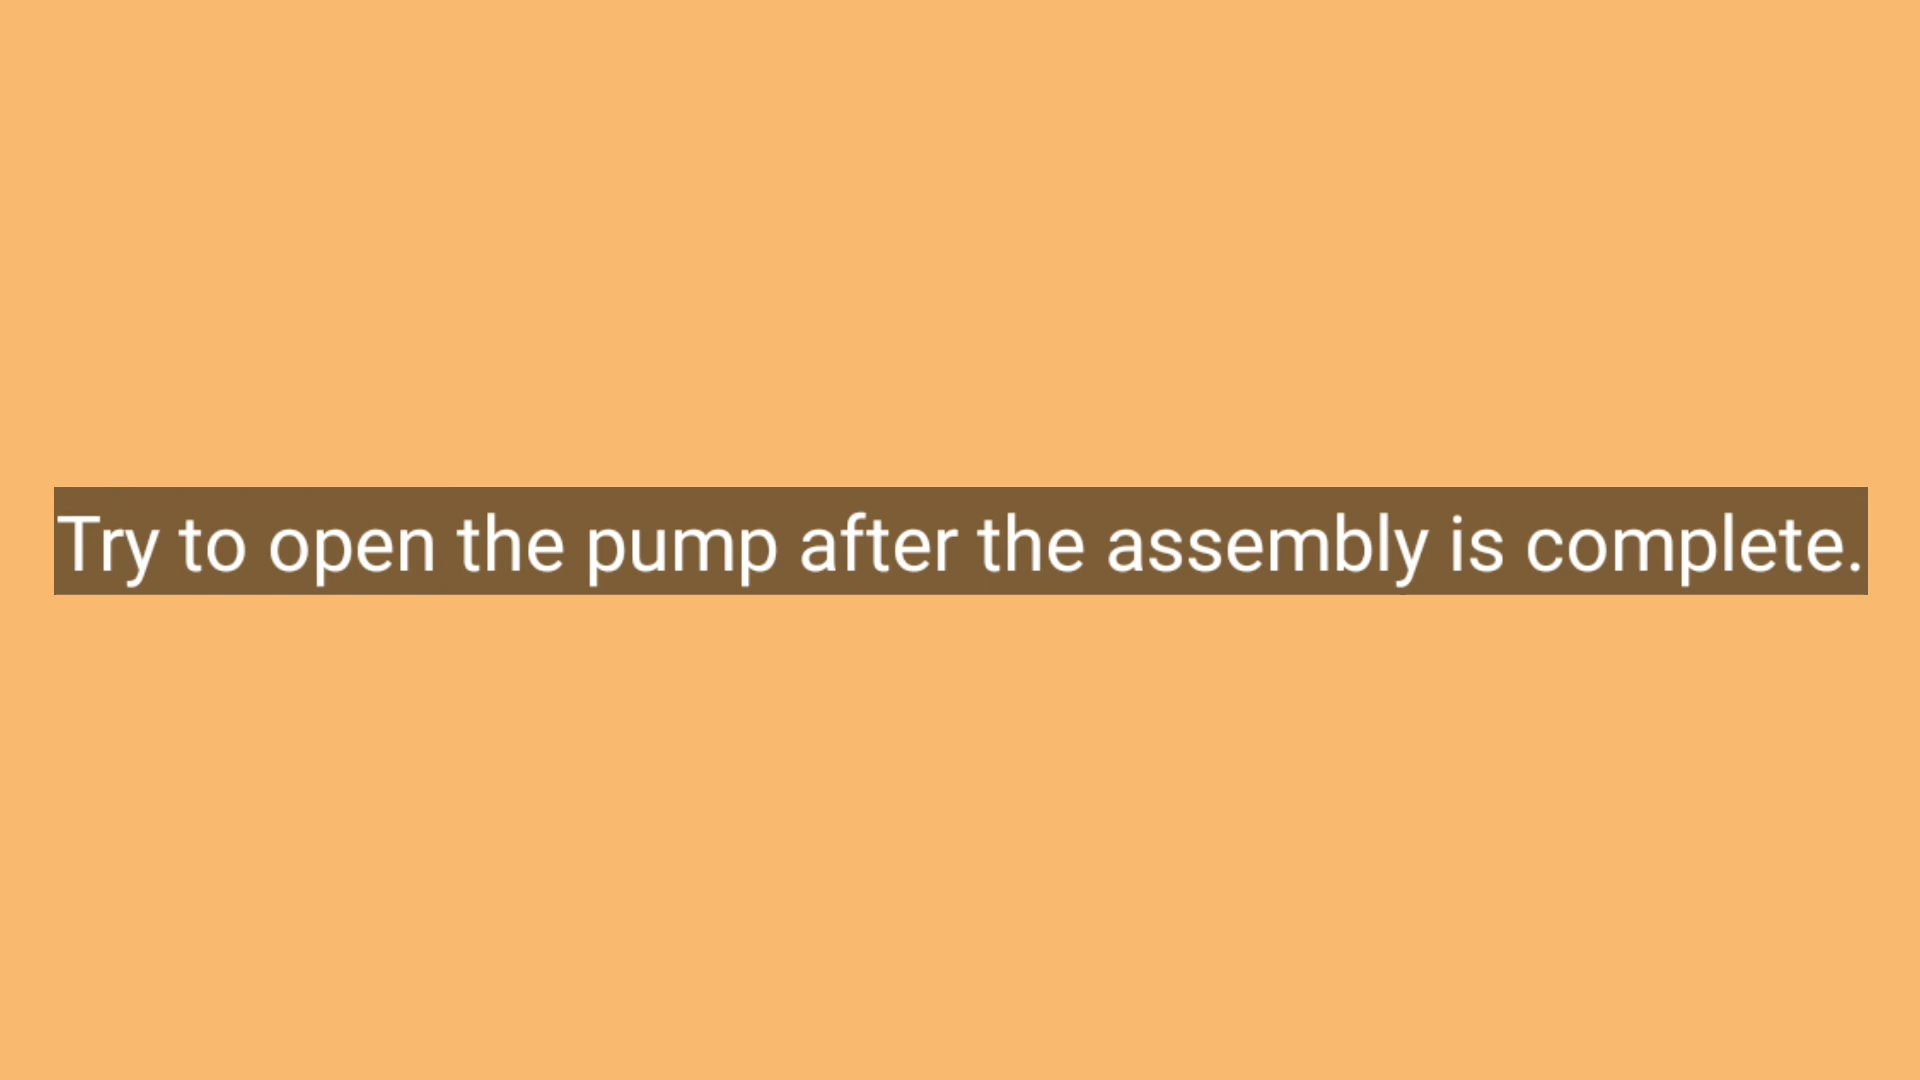 Try to open the pump after the assembly is complete.